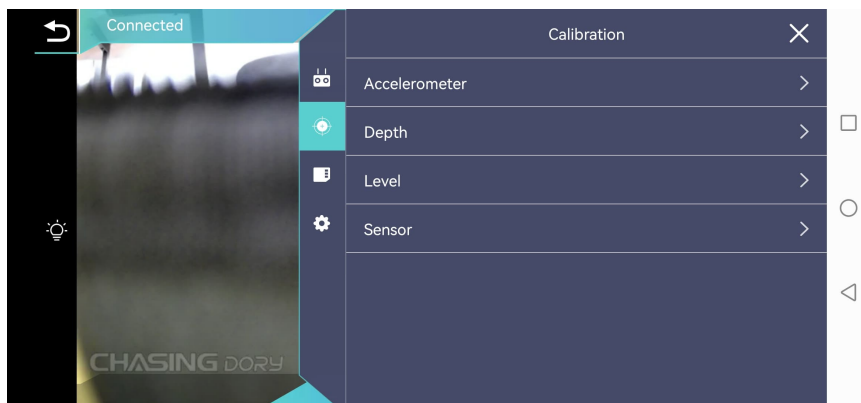 Connected
Calibration
Accelerometer
Depth
Level
Sensor
CHASING DORY